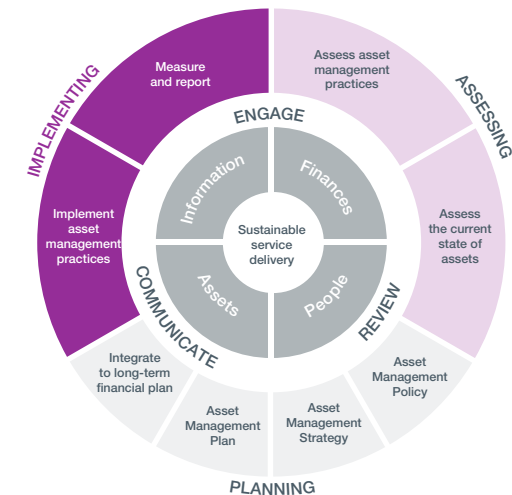 IMPLEMENTING
Measure
and report
Assess asset
management
practices
ASSESSING
ENGAGE
Information
Finances
Implement
asset
management
practices
Sustainable
service
delivery
Assess
the current
state of
assets
Assets
People
COMMUNICATE
REVIEW
Integrate
to long-term
financial plan
Asset
Management
Plan
Asset
Management
Strategy
Asset
Management
Policy
PLANNING